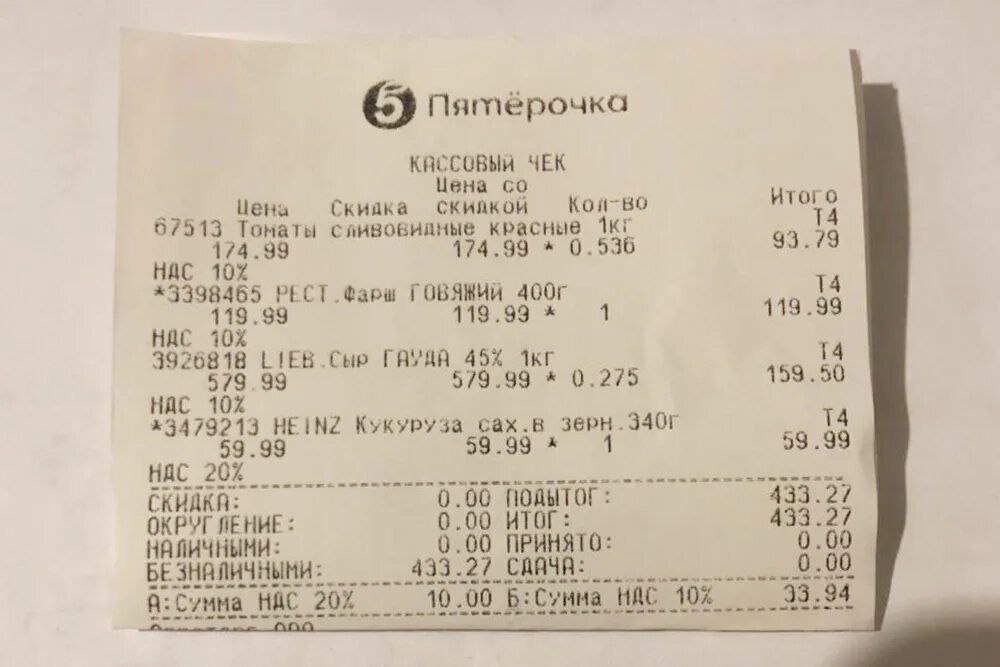 5 Пятёрочка
КАССОВЫЙ ЧЕК
Цена со
Цена Скидка скидкой Кол-во Итого
67513 Томаты сливовидные красные 1кг Т4
174.99 174.99 * 0.536 93.79
НДС 10%
*3398465 РЕСТ.Фарш ГОВЯЖИЙ 400г Т4
119.99 119.99 * 1 119.99
НДС 10%
3926818 LIEB.Сыр ГАУДА 45% 1кг Т4
579.99 579.99 * 0.275 159.50
НДС 10%
*3479213 HEINZ Кукуруза сах.в зерн.340г Т4
59.99 59.99 * 1 59.99
НДС 20%
СКИДКА: 0.00 ПОДЫТОГ: 433.27
ОКРУГЛЕНИЕ: 0.00 ИТОГ: 433.27
НАЛИЧНЫМИ: 0.00 ПРИНЯТО: 0.00
БЕЗНАЛИЧНЫМИ: 433.27 СДАЧА: 0.00
А:Сумма НДС 20% 10.00 Б:Сумма НДС 10% 33.94